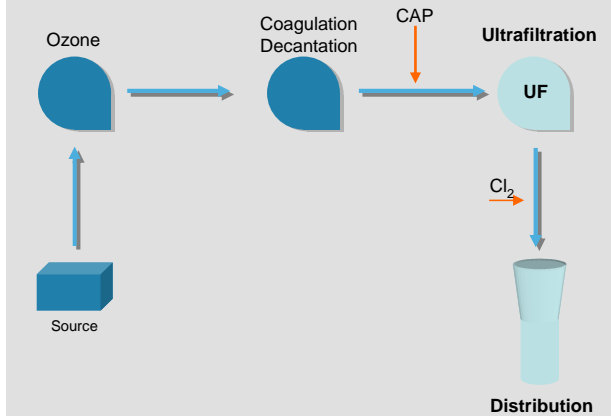 Ozone
Coagulation
Decantation
CAP
Ultrafiltration
UF
Cl₂
Source
Distribution